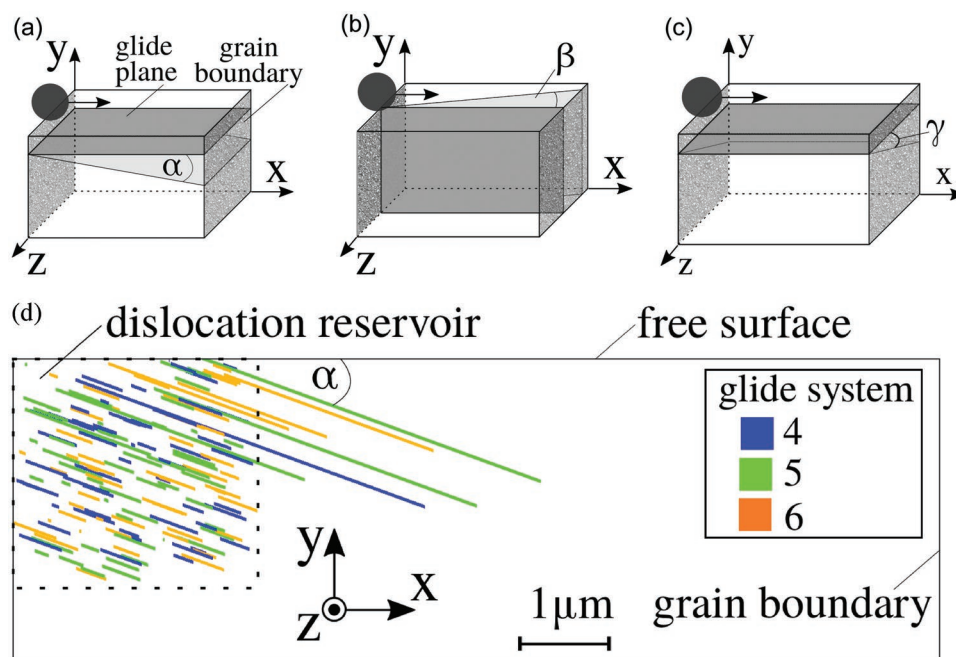 (a)
y
glide
plane
grain
boundary
α
x
z
(b)
y
β
x
z
(c)
y
γ
x
z
(d)
dislocation reservoir
free surface
α
glide system
4
5
6
y
x
z
1μm
grain boundary